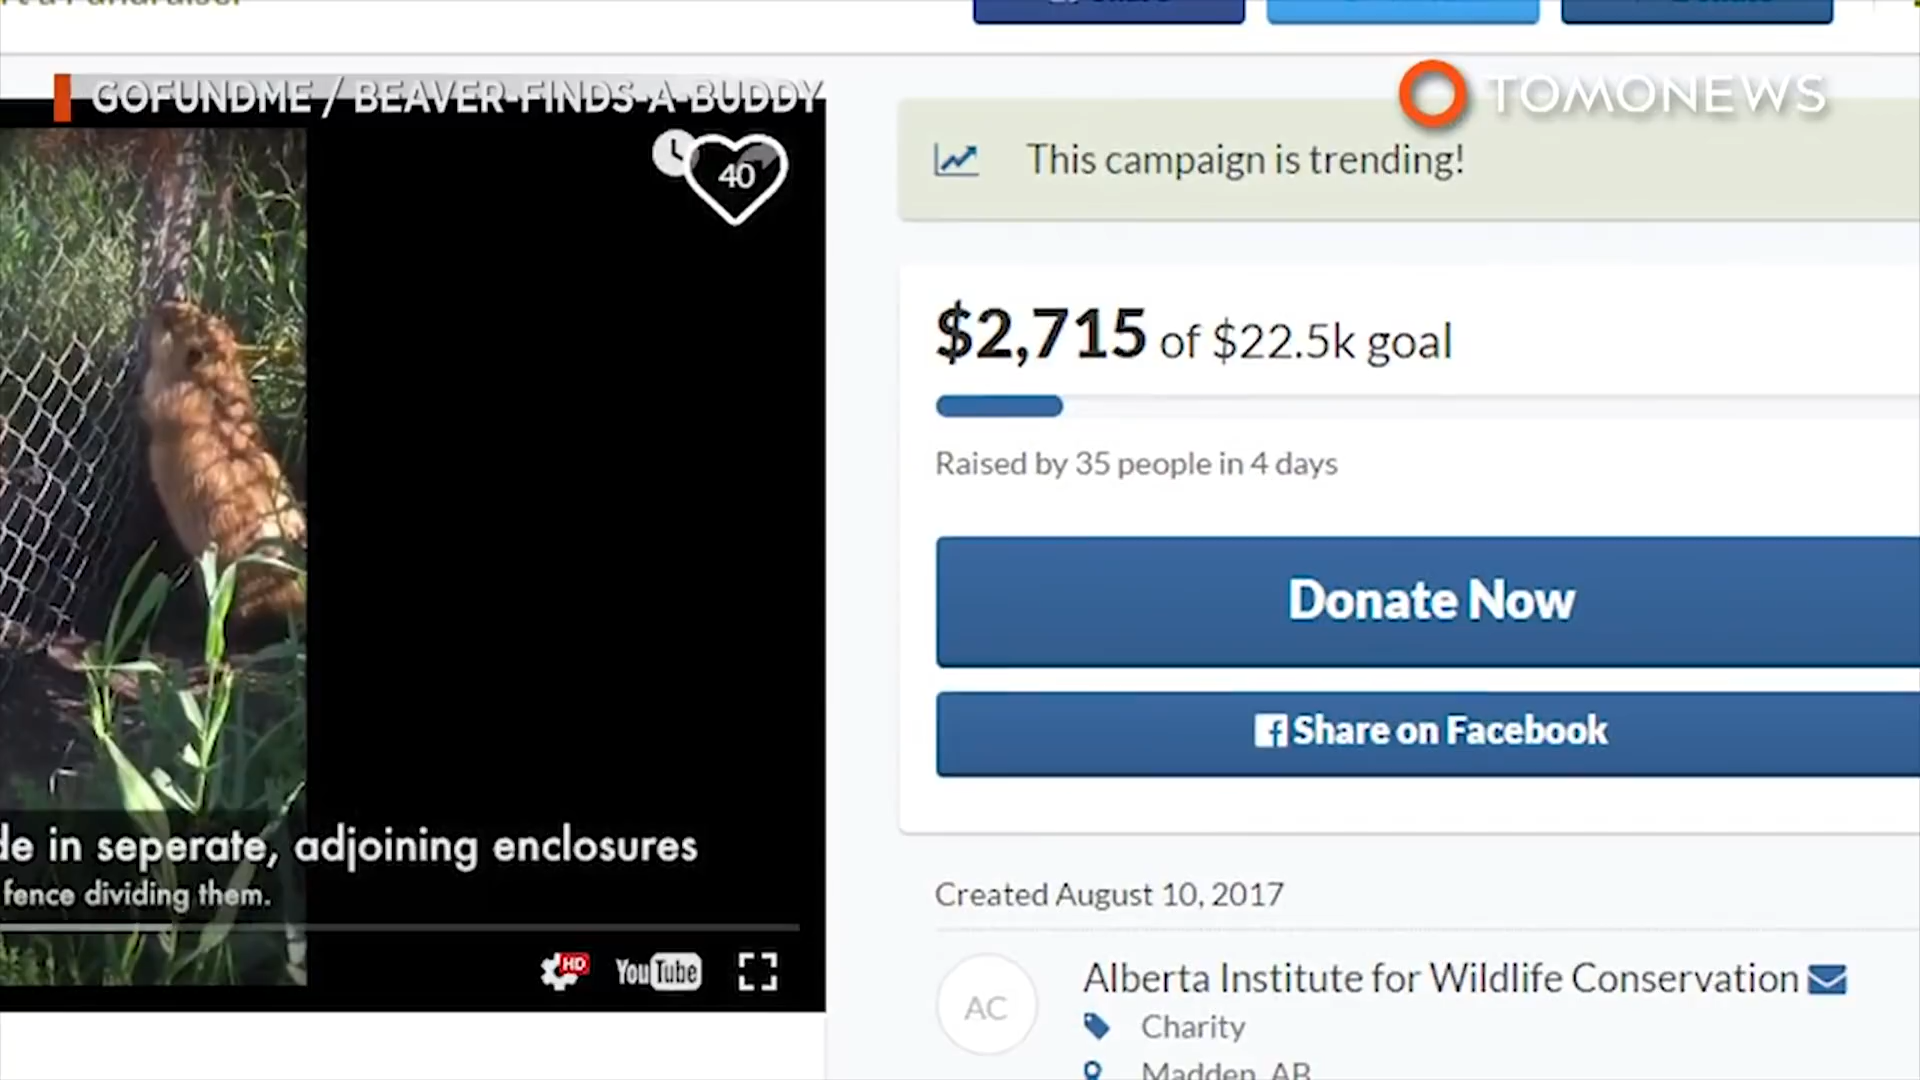 GOFUNDME / BEAVER-FINDS-A-BUDDY
TOMONEWS
40
This campaign is trending!
$2,715 of $22.5k goal
Raised by 35 people in 4 days
Donate Now
Share on Facebook
de in seperate, adjoining enclosures
fence dividing them.
HD
YouTube
Created August 10, 2017
AC
Alberta Institute for Wildlife Conservation
Charity
Madden, AB